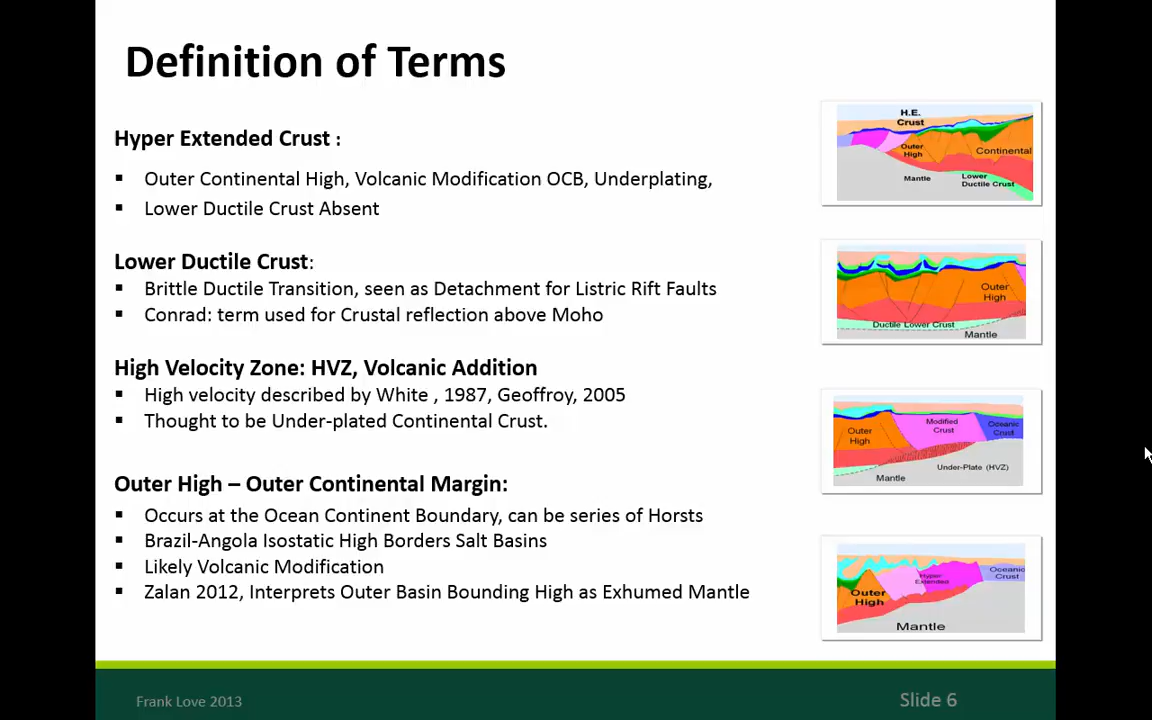 Definition of Terms
Hyper Extended Crust :
▪ Outer Continental High, Volcanic Modification OCB, Underplating,
▪ Lower Ductile Crust Absent
Lower Ductile Crust:
▪ Brittle Ductile Transition, seen as Detachment for Listric Rift Faults
▪ Conrad: term used for Crustal reflection above Moho
High Velocity Zone: HVZ, Volcanic Addition
▪ High velocity described by White , 1987, Geoffroy, 2005
▪ Thought to be Under-plated Continental Crust.
Outer High – Outer Continental Margin:
▪ Occurs at the Ocean Continent Boundary, can be series of Horsts
▪ Brazil-Angola Isostatic High Borders Salt Basins
▪ Likely Volcanic Modification
▪ Zalan 2012, Interprets Outer Basin Bounding High as Exhumed Mantle
H.E.
Crust
Outer
High
Continental
Mantle
Lower
Ductile Crust
Outer
High
Ductile Lower Crust
Mantle
Outer
High
Modified
Crust
Oceanic
Crust
Under-Plate (HVZ)
Mantle
Outer
High
Hyper
Extended
Oceanic
Crust
Mantle
Frank Love 2013
Slide 6